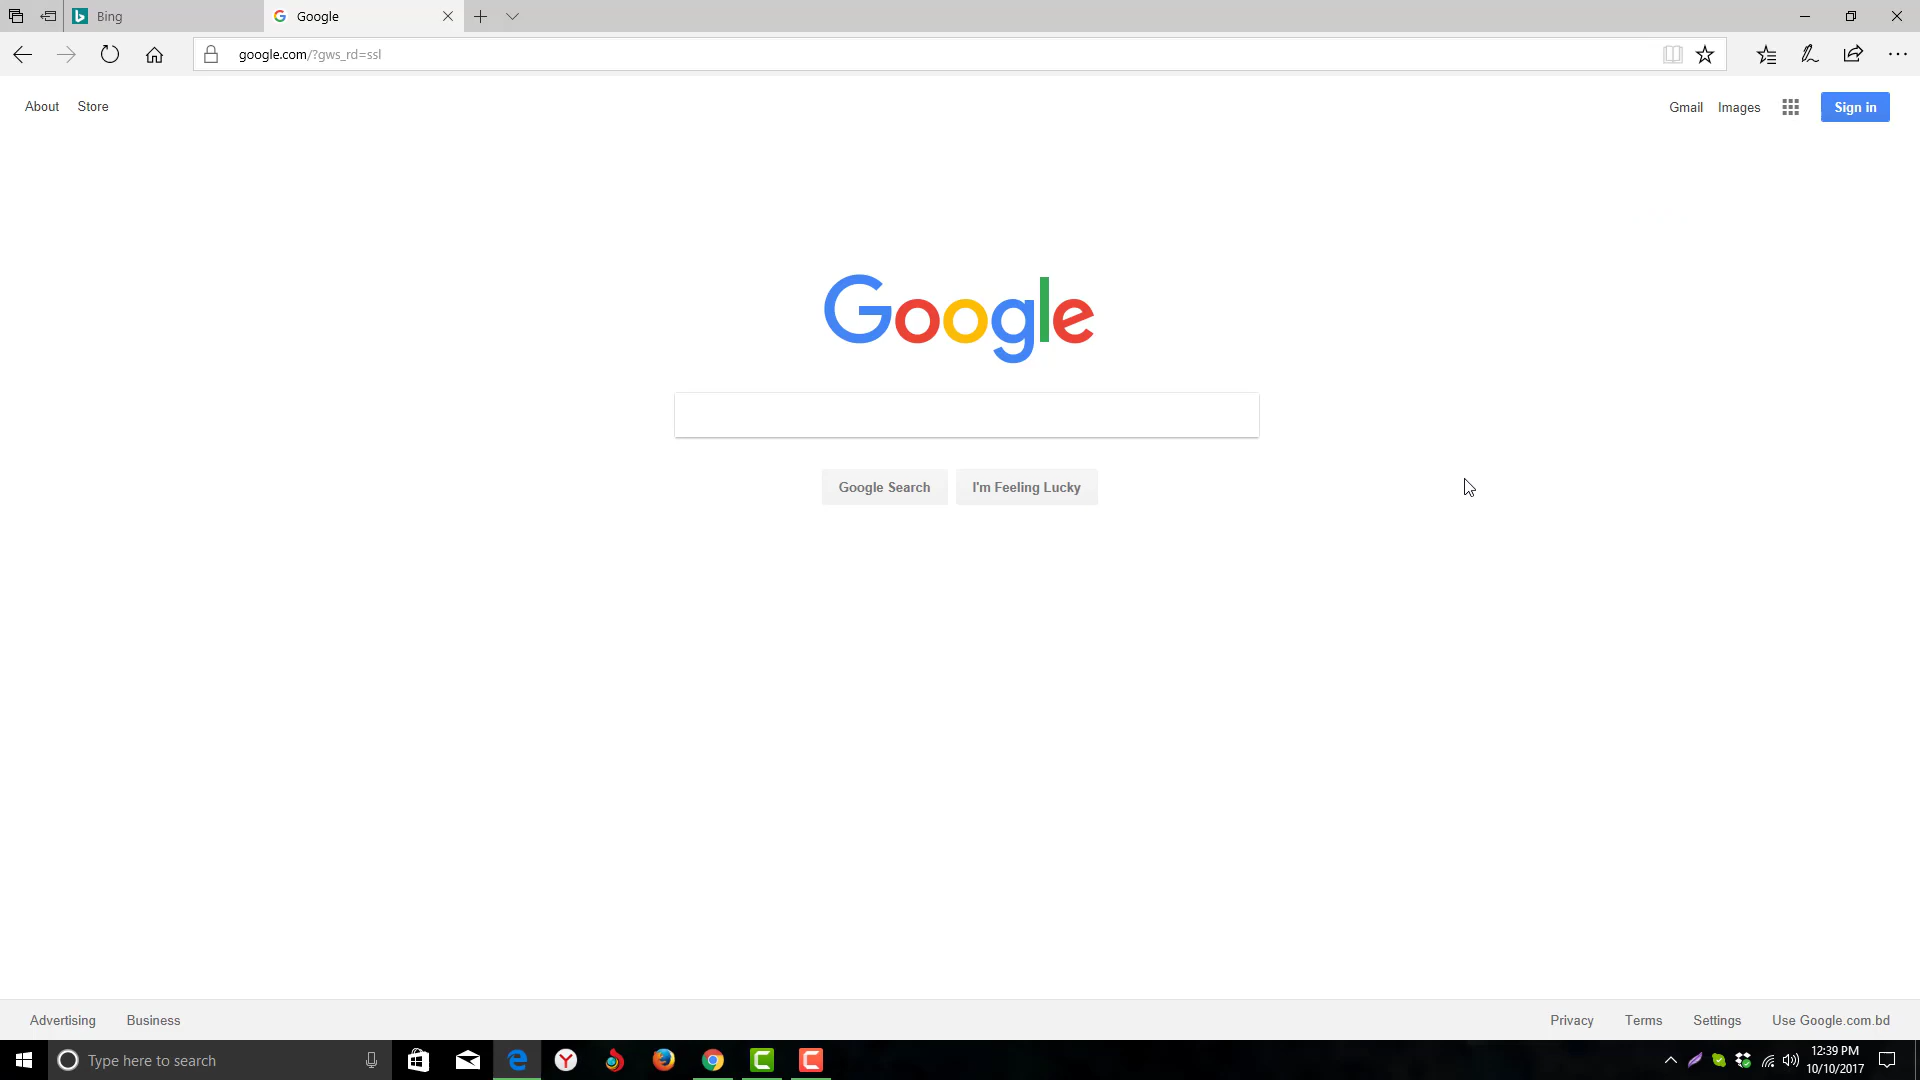 Bing
Google
google.com/?gws_rd=ssl
About Store
Gmail Images Sign in
Google
Google Search I'm Feeling Lucky
Advertising Business Privacy Terms Settings Use Google.com.bd
Type here to search
12:39 PM
10/10/2017